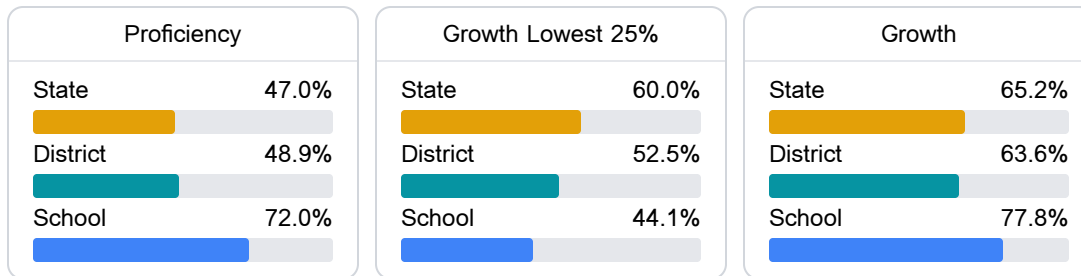 Proficiency
State 47.0%
District 48.9%
School 72.0%
Growth Lowest 25%
State 60.0%
District 52.5%
School 44.1%
Growth
State 65.2%
District 63.6%
School 77.8%